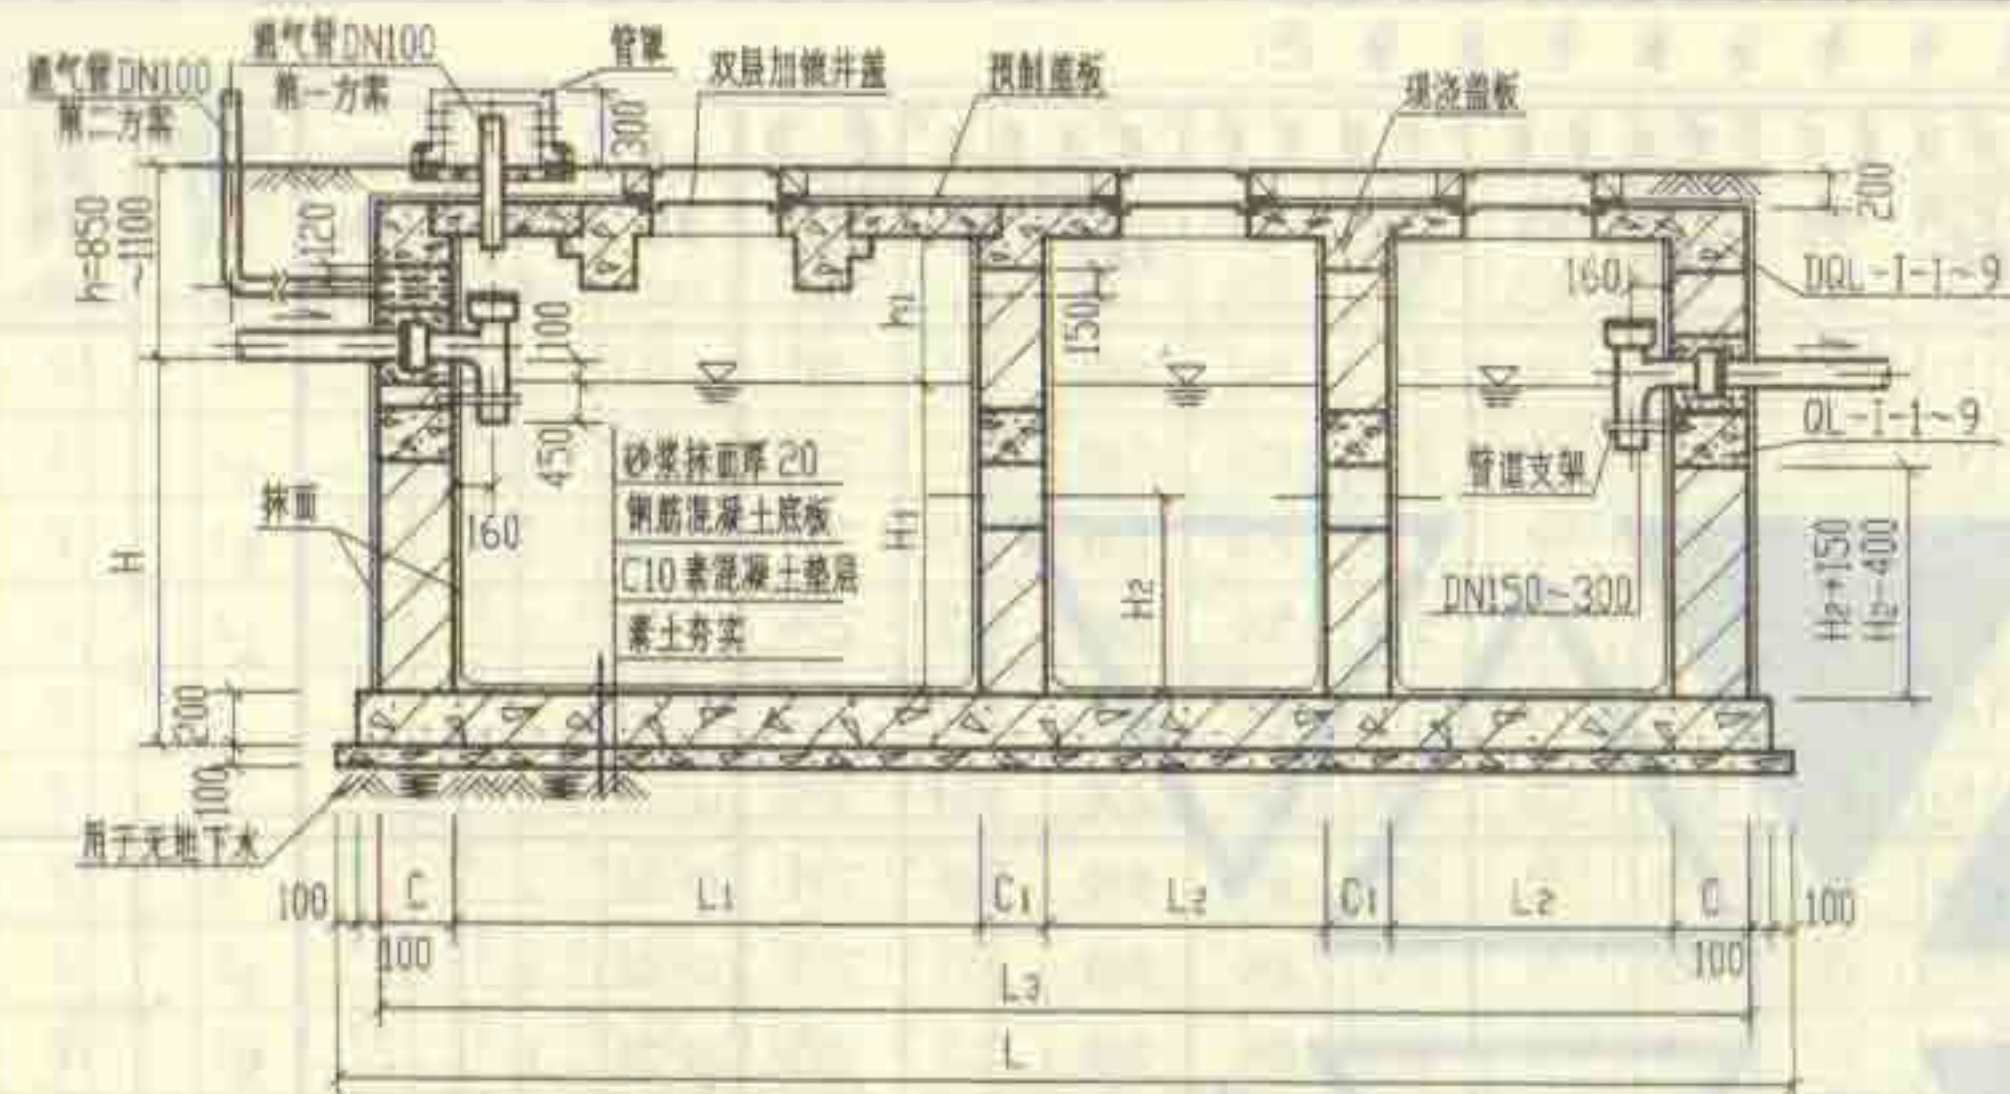 通气管DN100
第一方案
管罩
双层加锁井盖
预制盖板
现浇盖板
通气管DN100
第二方案
300
200
h=850
~1100
120
160
DQL-I-1~9
h1
150
100
450
QL-I-1~9
砂浆抹面厚20
钢筋混凝土底板
C10素混凝土垫层
素土夯实
管道支架
抹面
160
H
H1
H2
DN150~300
H2+150
H2-400
200
100
用于无地下水
100
C
L1
C1
L2
C1
L2
C
100
100
100
L3
L